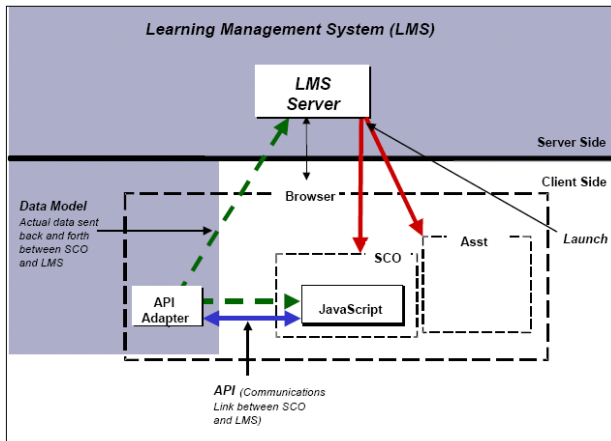 Learning Management System (LMS)
LMS
Server
Server Side
Client Side
Browser
Data Model
Actual data sent
back and forth
between SCO
and LMS
Launch
Asst
SCO
API
Adapter
JavaScript
API (Communications
Link between SCO
and LMS)